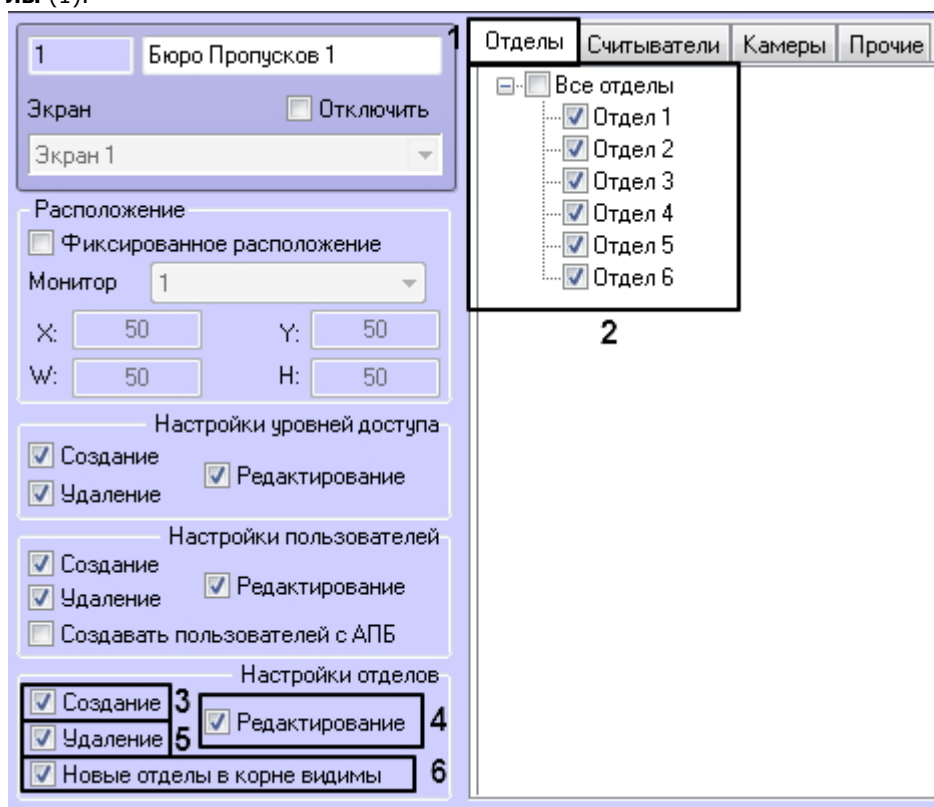 лы (1).
1 Бюро Пропусков 1
Экран Отключить
Экран 1
Расположение
Фиксированное расположение
Монитор 1
X: 50 Y: 50
W: 50 H: 50
Настройки уровней доступа
Создание
Редактирование
Удаление
Настройки пользователей
Создание
Редактирование
Удаление
Создавать пользователей с АПБ
Настройки отделов
Создание 3
Редактирование 4
Удаление 5
Новые отделы в корне видимы 6
1 Отделы Считыватели Камеры Прочие
Все отделы
Отдел 1
Отдел 2
Отдел 3
Отдел 4
Отдел 5
Отдел 6
2